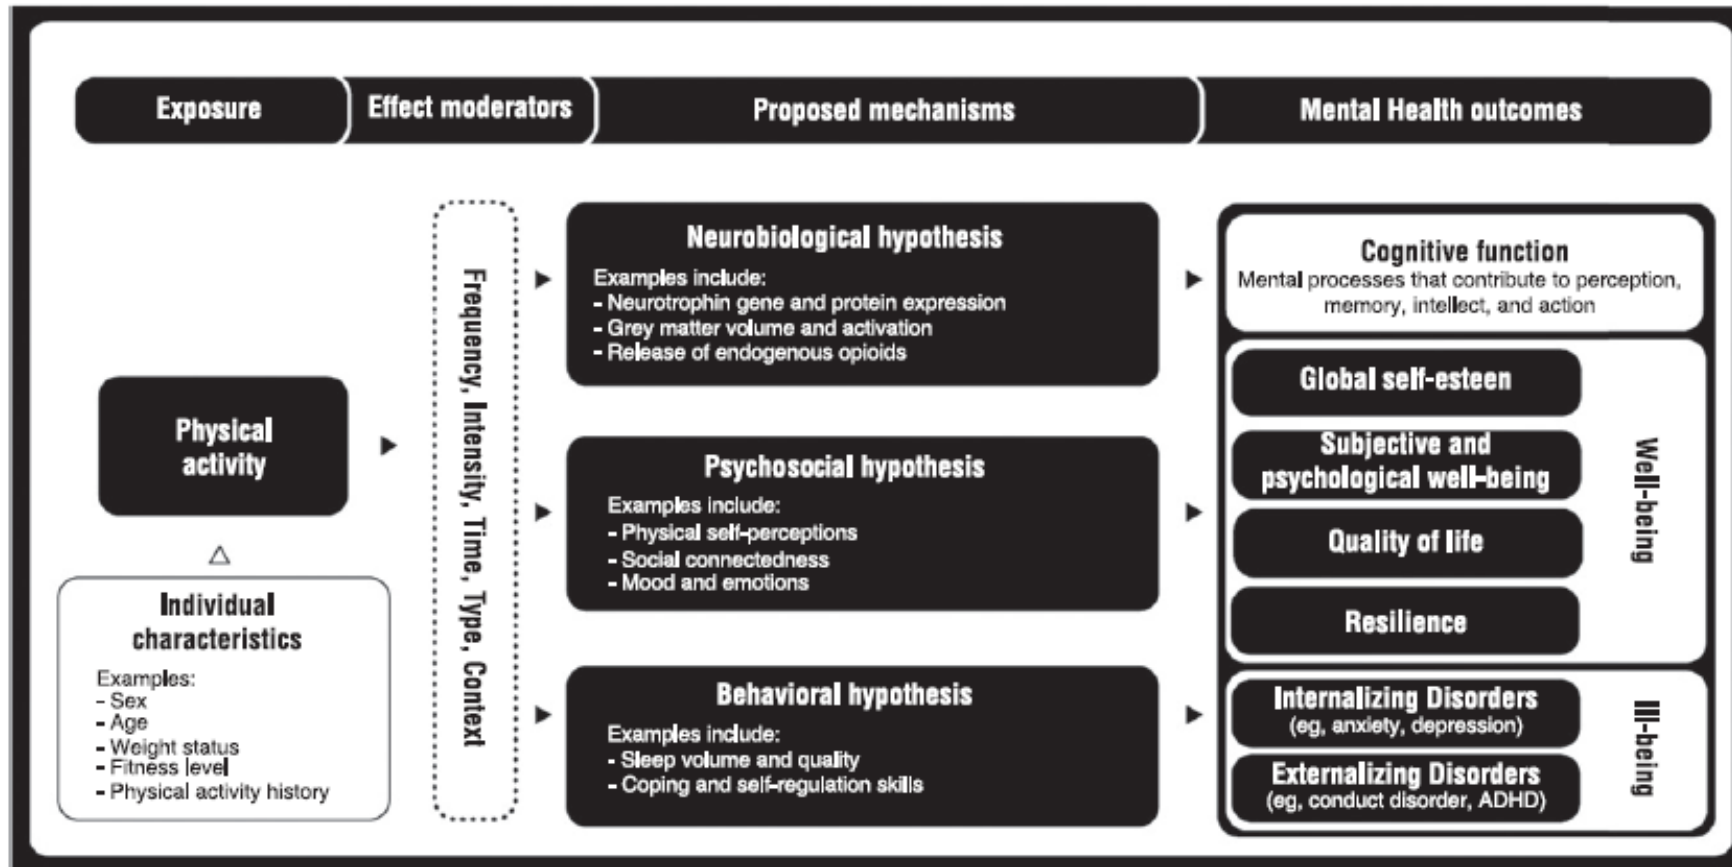 Exposure
Effect moderators
Proposed mechanisms
Mental Health outcomes
Physical
activity
Individual
characteristics
Examples:
- Sex
- Age
- Weight status
- Fitness level
- Physical activity history
Frequency, Intensity, Time, Type, Context
Neurobiological hypothesis
Examples include:
- Neurotrophin gene and protein expression
- Grey matter volume and activation
- Release of endogenous opioids
Psychosocial hypothesis
Examples include:
- Physical self-perceptions
- Social connectedness
- Mood and emotions
Behavioral hypothesis
Examples include:
- Sleep volume and quality
- Coping and self-regulation skills
Cognitive function
Mental processes that contribute to perception,
memory, intellect, and action
Global self-esteen
Subjective and
psychological well-being
Quality of life
Resilience
Well-being
Internalizing Disorders
(eg, anxiety, depression)
Externalizing Disorders
(eg, conduct disorder, ADHD)
Ill-being